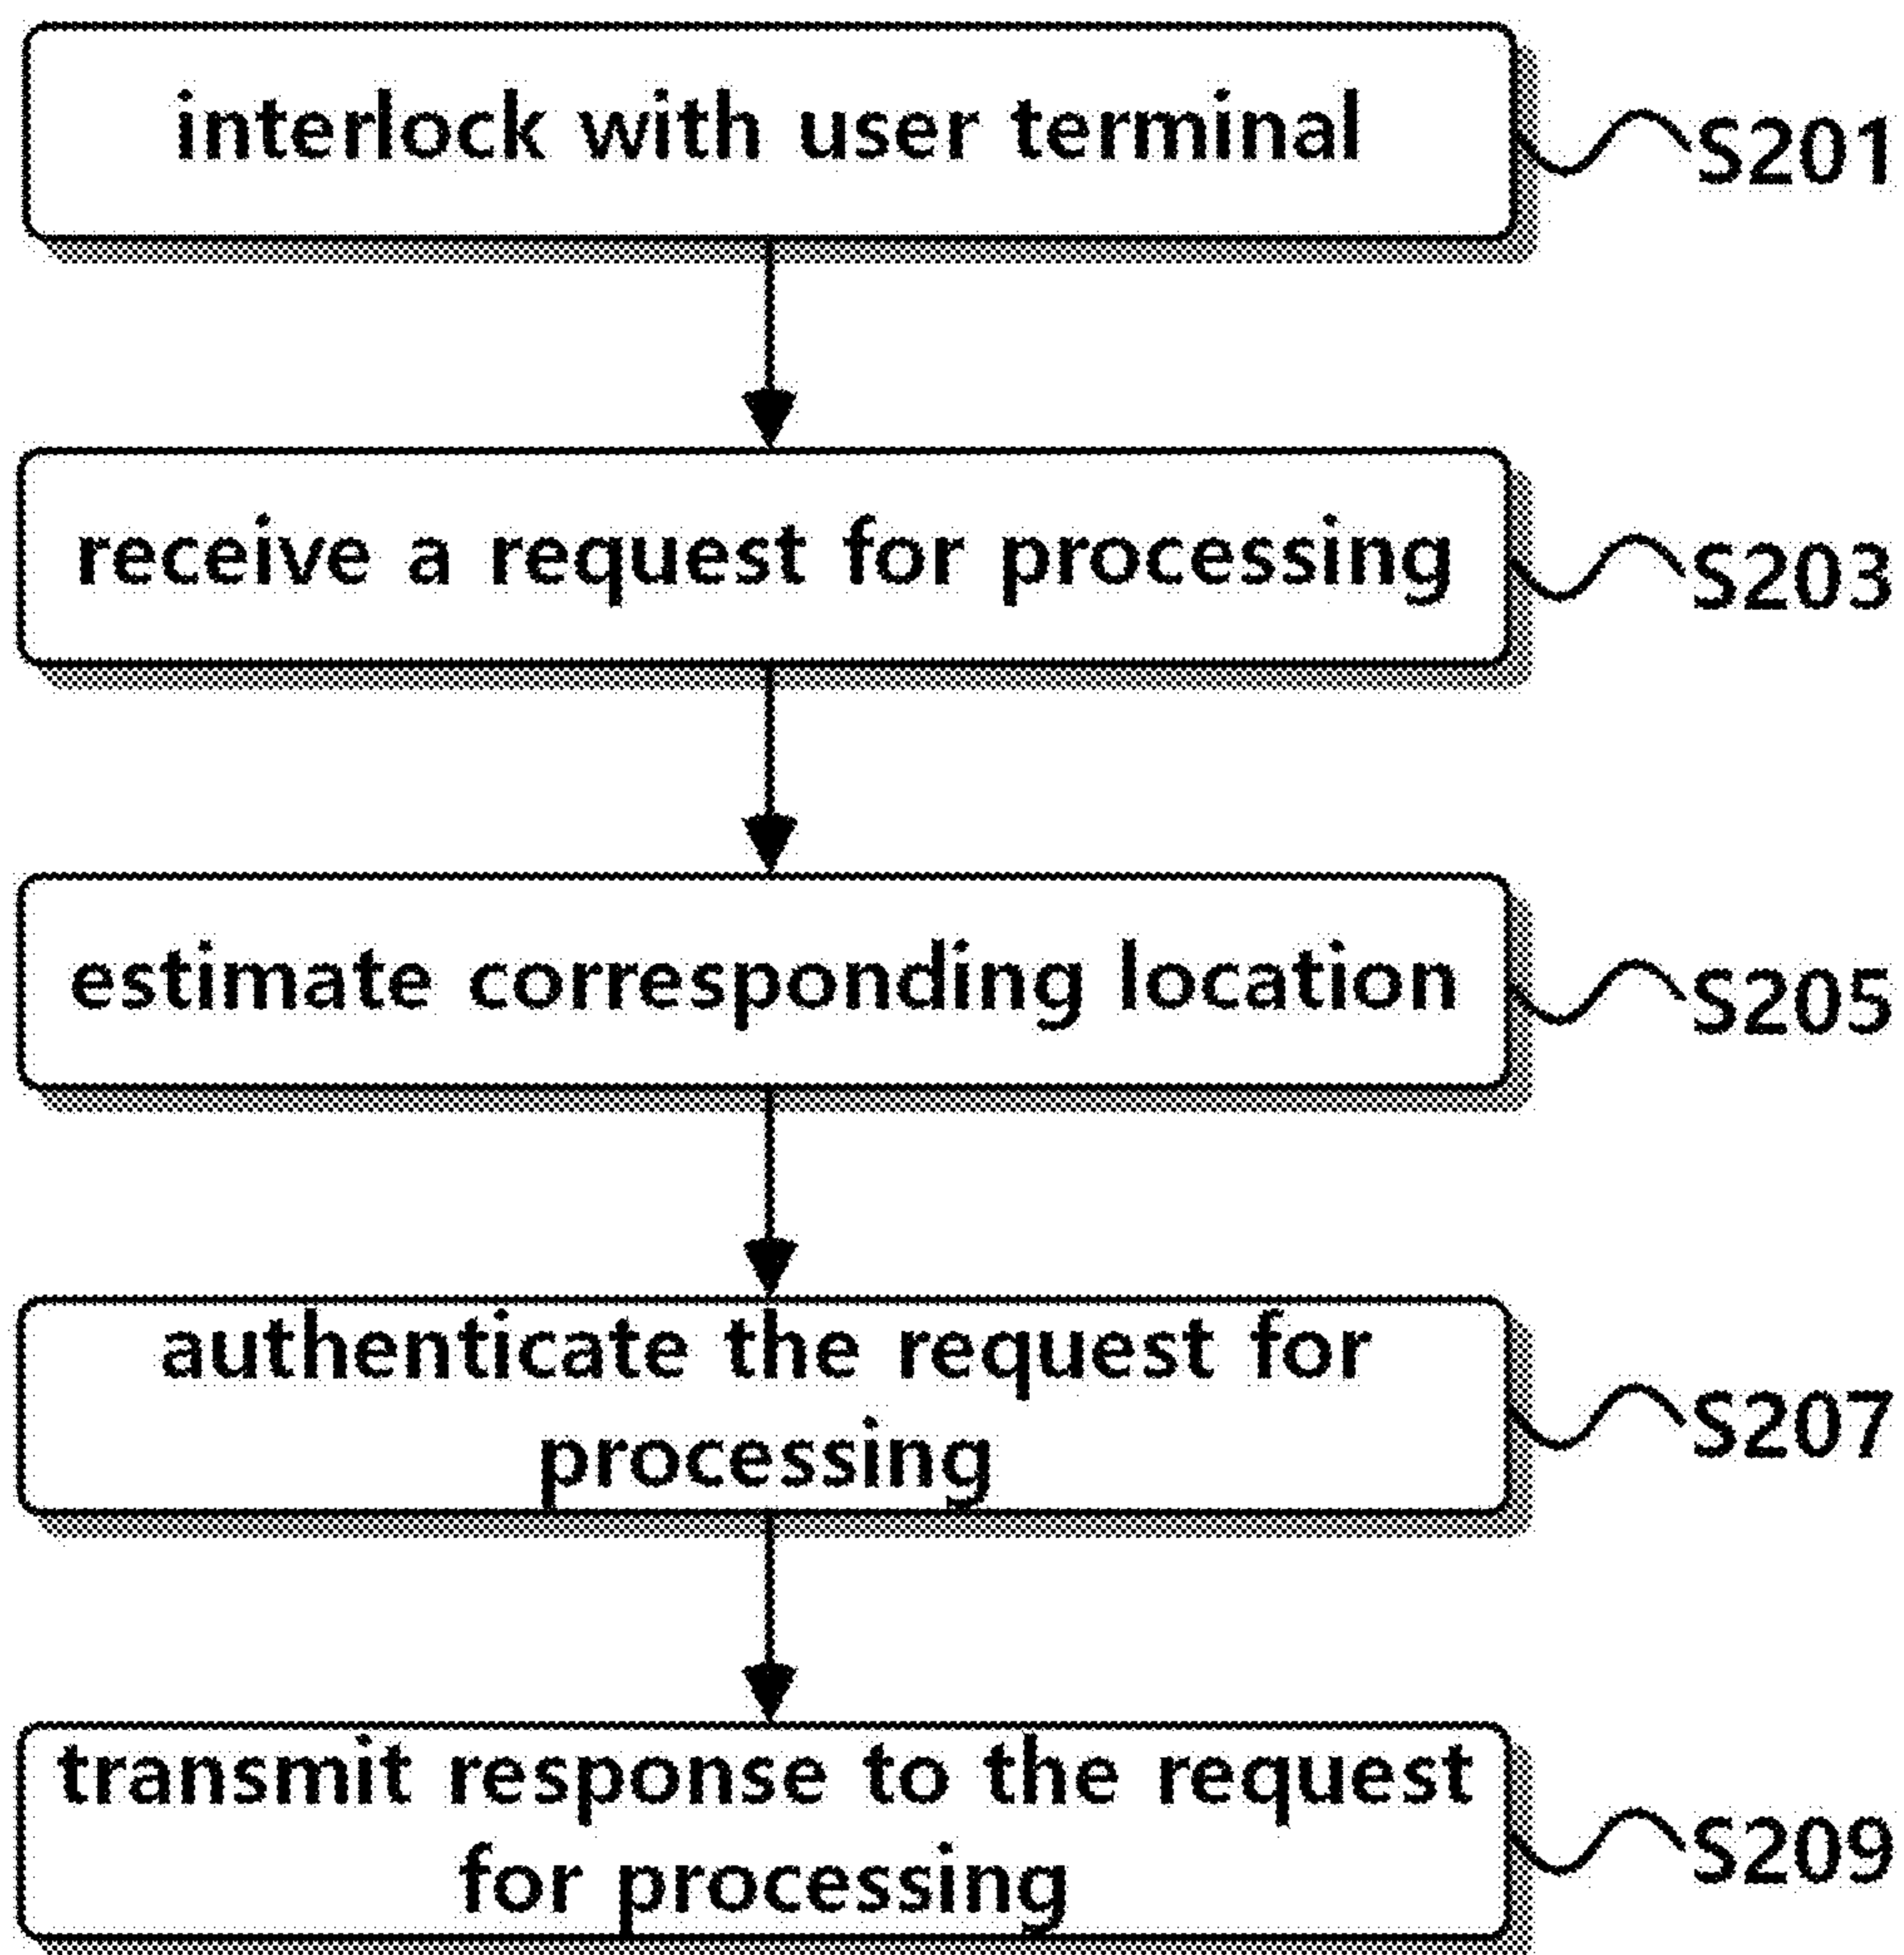 interlock with user terminal
S201
receive a request for processing
S203
estimate corresponding location
S205
authenticate the request for
processing
S207
transmit response to the request
for processing
S209